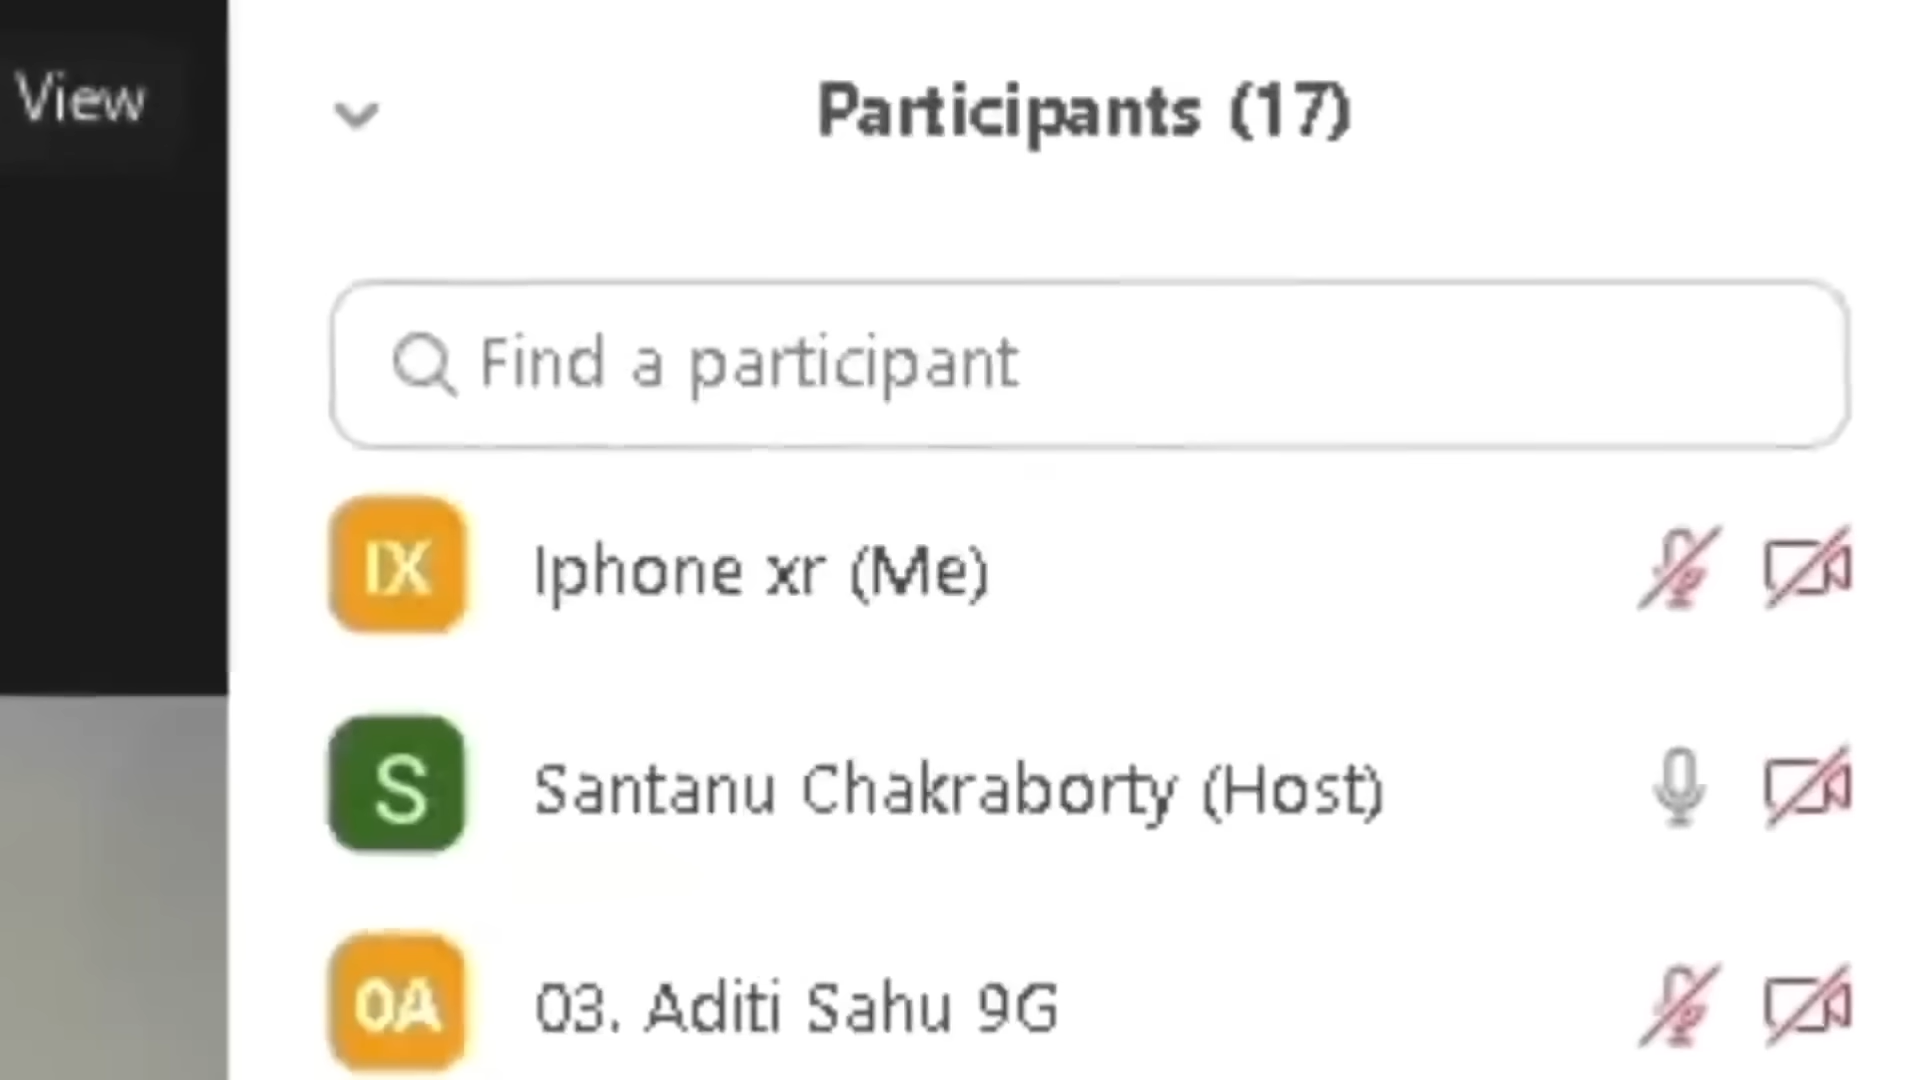 View
Participants (17)
Find a participant
IX Iphone xr (Me)
S Santanu Chakraborty (Host)
0A 03. Aditi Sahu 9G